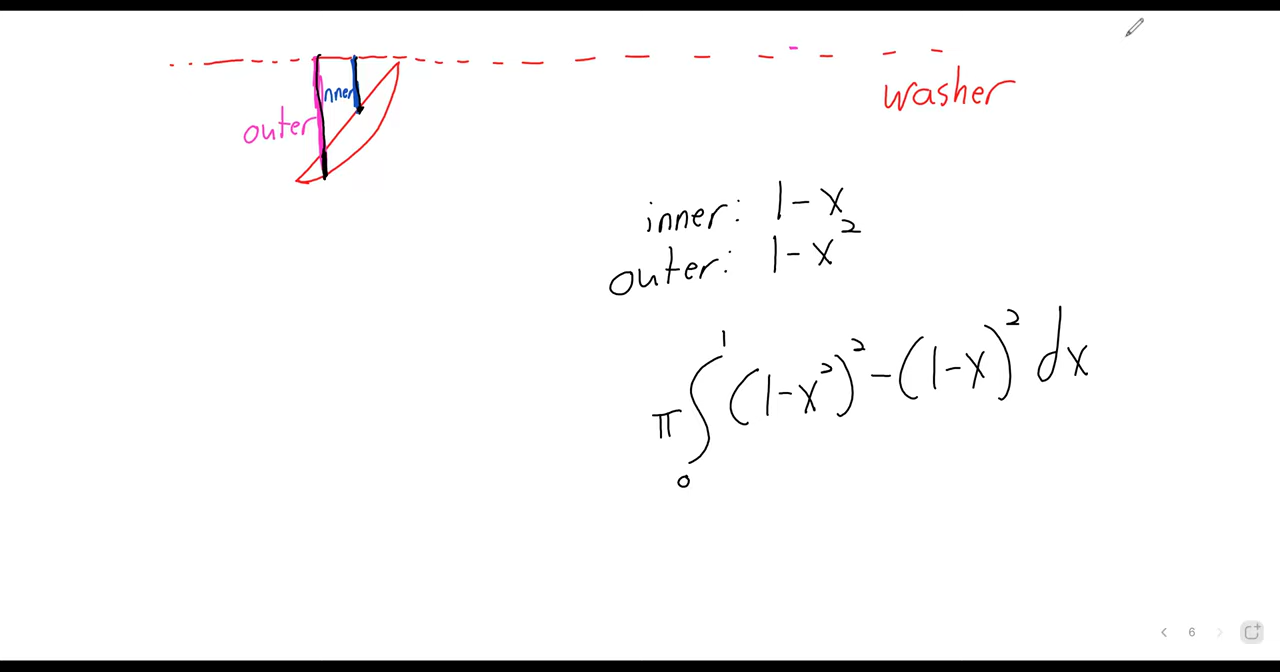 inner
outer
washer
inner: 1-x
outer: 1-x²
π∫₀¹(1-x²)²-(1-x)² dx
6